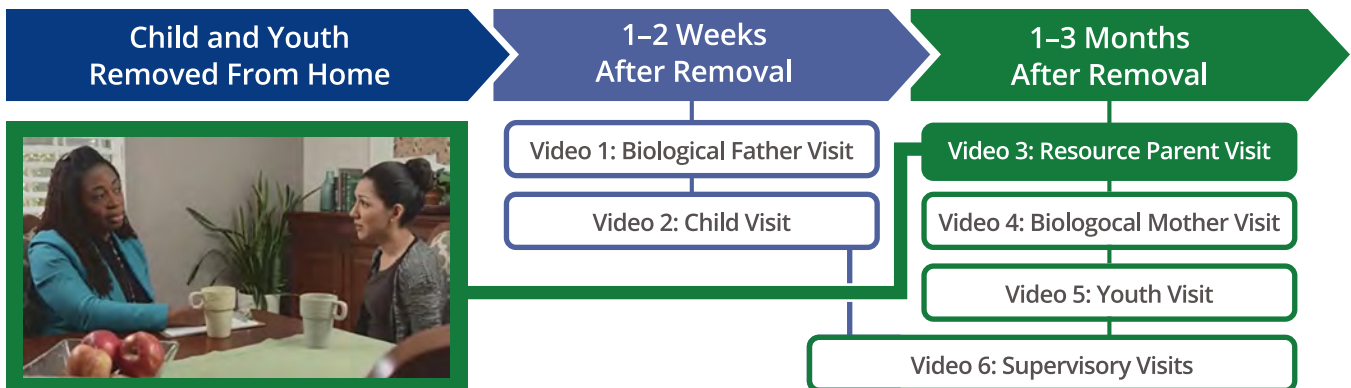 Child and Youth
Removed From Home
1–2 Weeks
After Removal
1–3 Months
After Removal
Video 1: Biological Father Visit
Video 2: Child Visit
Video 3: Resource Parent Visit
Video 4: Biologocal Mother Visit
Video 5: Youth Visit
Video 6: Supervisory Visits